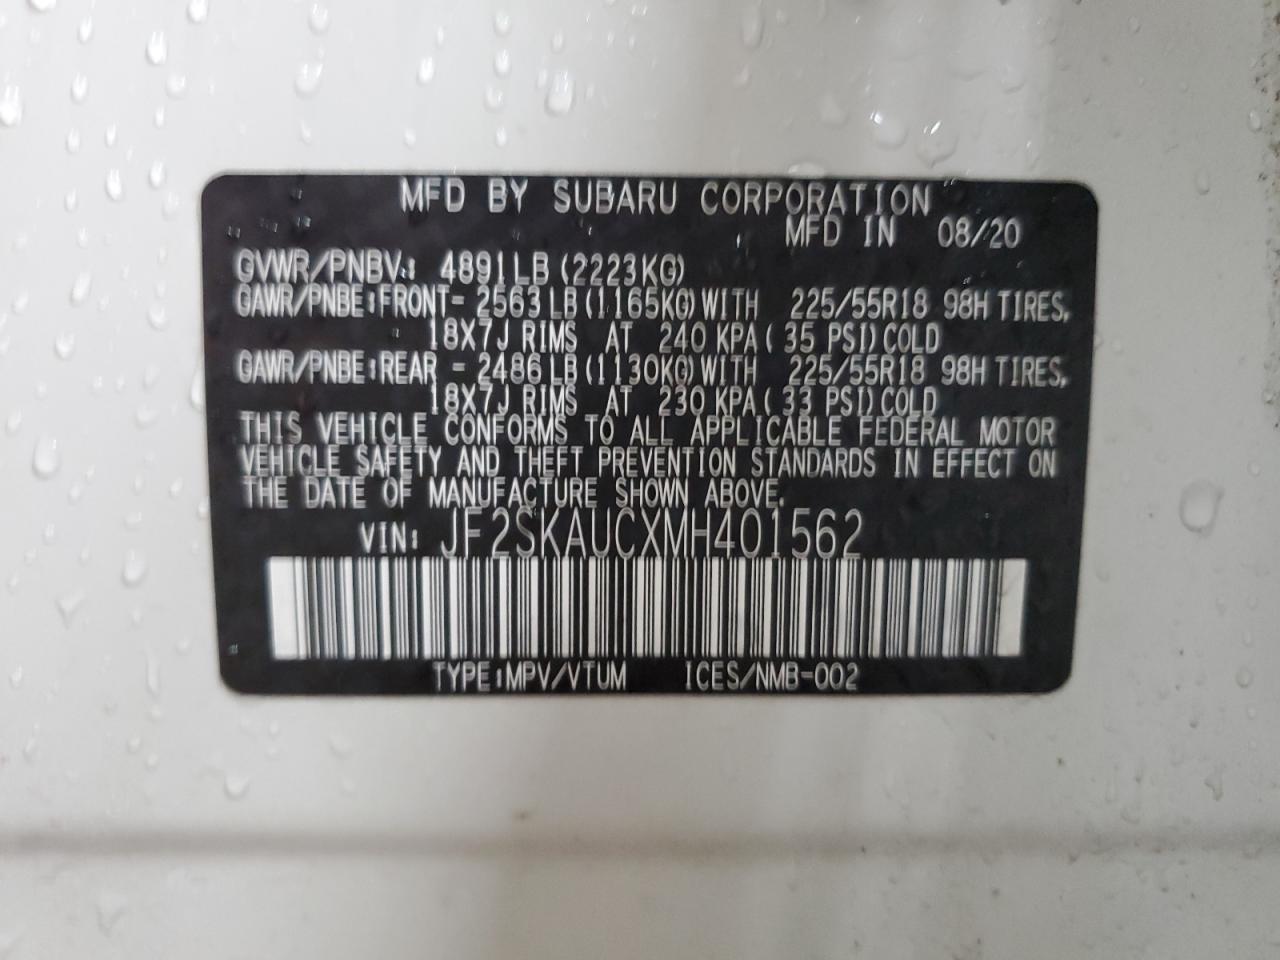 MFD BY SUBARU CORPORATION
MFD IN 08/20
GVWR/PNBV: 4891LB (2223KG)
GAWR/PNBE:FRONT- 2563LB (1165KG)WITH 225/55R18 98H TIRES,
18X7J RIMS AT 240 KPA( 35 PSI)COLD
GAWR/PNBE:REAR - 2486LB (1130KG)WITH 225/55R18 98H TIRES,
18X7J RIMS AT 230 KPA( 33 PSI)COLD
THIS VEHICLE CONFORMS TO ALL APPLICABLE FEDERAL MOTOR
VEHICLE SAFETY AND THEFT PREVENTION STANDARDS IN EFFECT ON
THE DATE OF MANUFACTURE SHOWN ABOVE.
VIN: JF2SKAUCXMH401562
TYPE:MPV/VTUM ICES/NMB-002